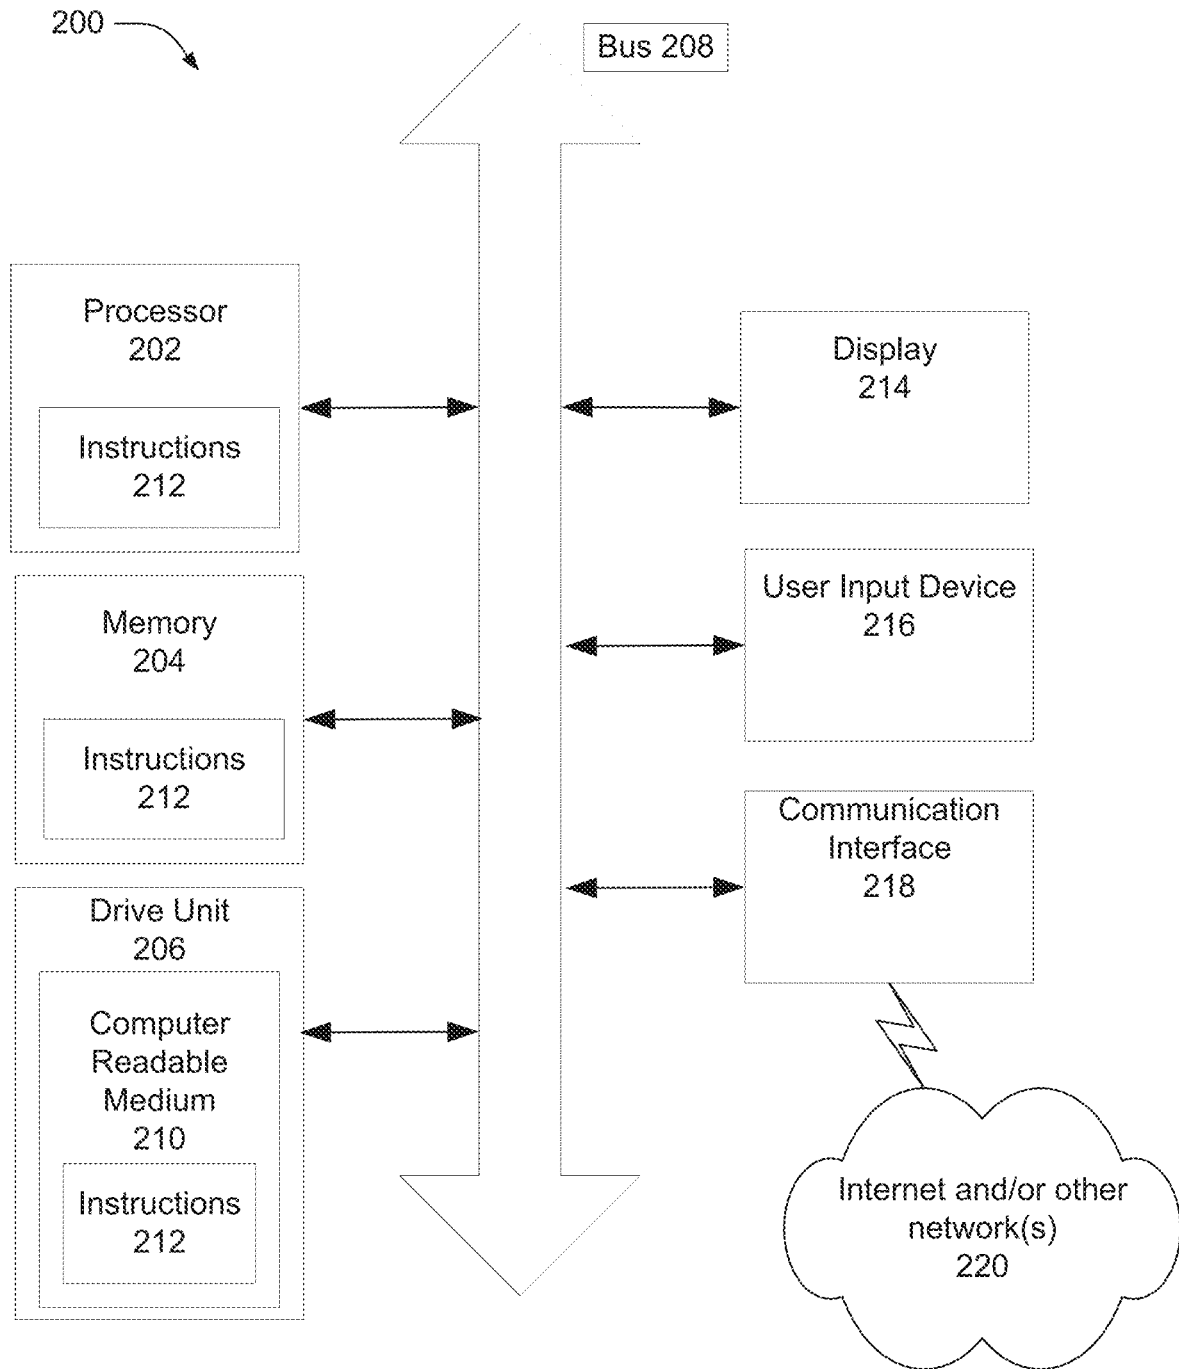 200
Bus 208
Processor
202
Instructions
212
Memory
204
Instructions
212
Drive Unit
206
Computer
Readable
Medium
210
Instructions
212
Display
214
User Input Device
216
Communication
Interface
218
Internet and/or other
network(s)
220